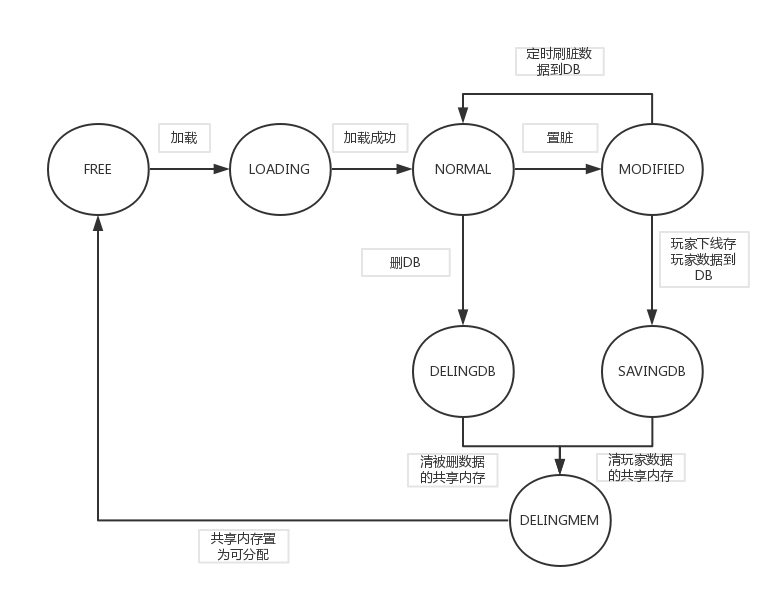 定时刷脏数
据到DB
加载
加载成功
置脏
FREE
LOADING
NORMAL
MODIFIED
玩家下线存
玩家数据到
DB
删DB
DELINGDB
SAVINGDB
清被删数据
的共享内存
清玩家数据
的共享内存
DELINGMEM
共享内存置
为可分配